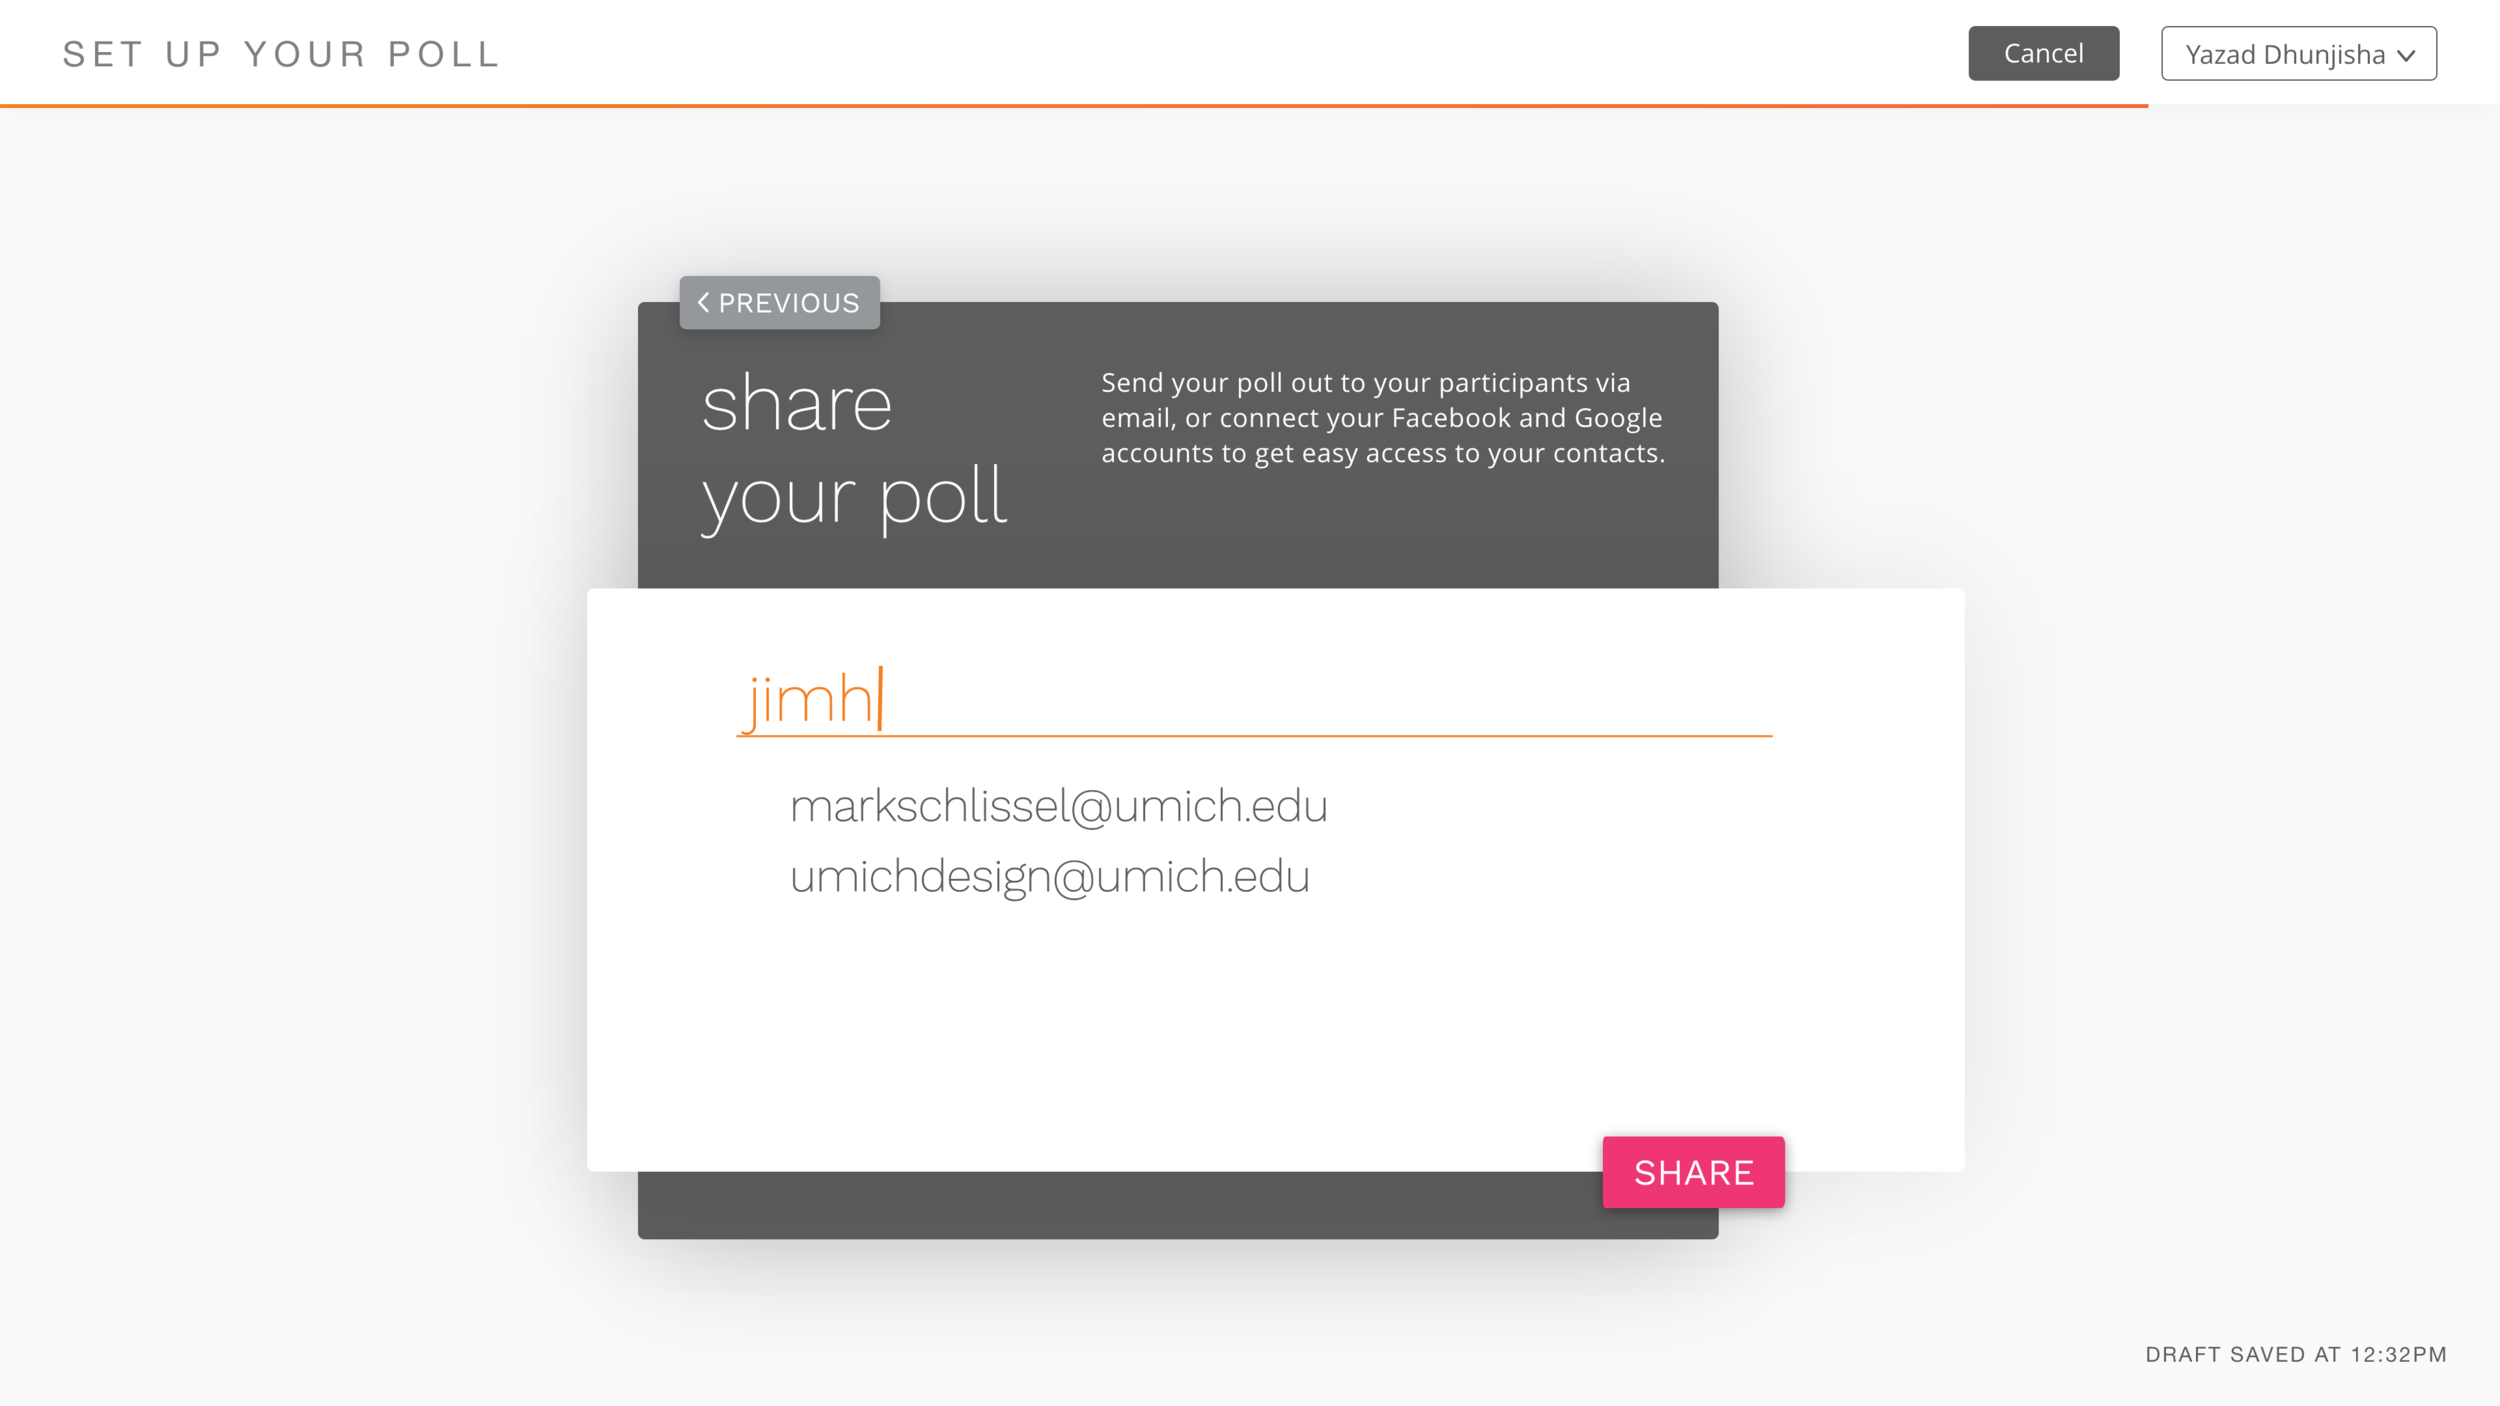 SET UP YOUR POLL
Cancel
Yazad Dhunjisha
PREVIOUS
share
your poll
Send your poll out to your participants via
email, or connect your Facebook and Google
accounts to get easy access to your contacts.
jimh
markschlissel@umich.edu
umichdesign@umich.edu
SHARE
DRAFT SAVED AT 12:32PM